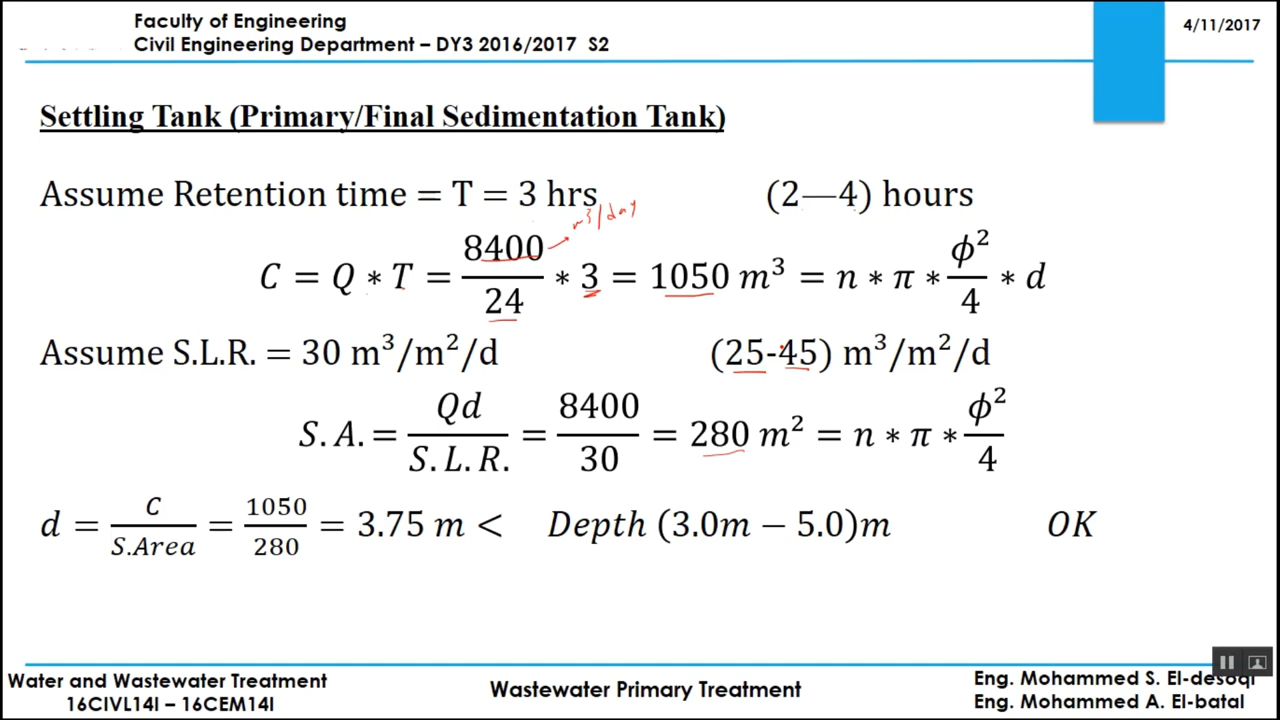 Faculty of Engineering
Civil Engineering Department – DY3 2016/2017 S2
4/11/2017
Settling Tank (Primary/Final Sedimentation Tank)
Assume Retention time = T = 3 hrs (2—4) hours
m3/day
C = Q ∗ T = 8400/24 ∗ 3 = 1050 m³ = n ∗ π ∗ ϕ²/4 ∗ d
Assume S.L.R. = 30 m³/m²/d (25-45) m³/m²/d
S.A. = Qd/S.L.R. = 8400/30 = 280 m² = n ∗ π ∗ ϕ²/4
d = C/S.Area = 1050/280 = 3.75 m < Depth (3.0m − 5.0)m OK
Water and Wastewater Treatment
16CIVL14I – 16CEM14I
Wastewater Primary Treatment
Eng. Mohammed S. El-desoqi
Eng. Mohammed A. El-batal